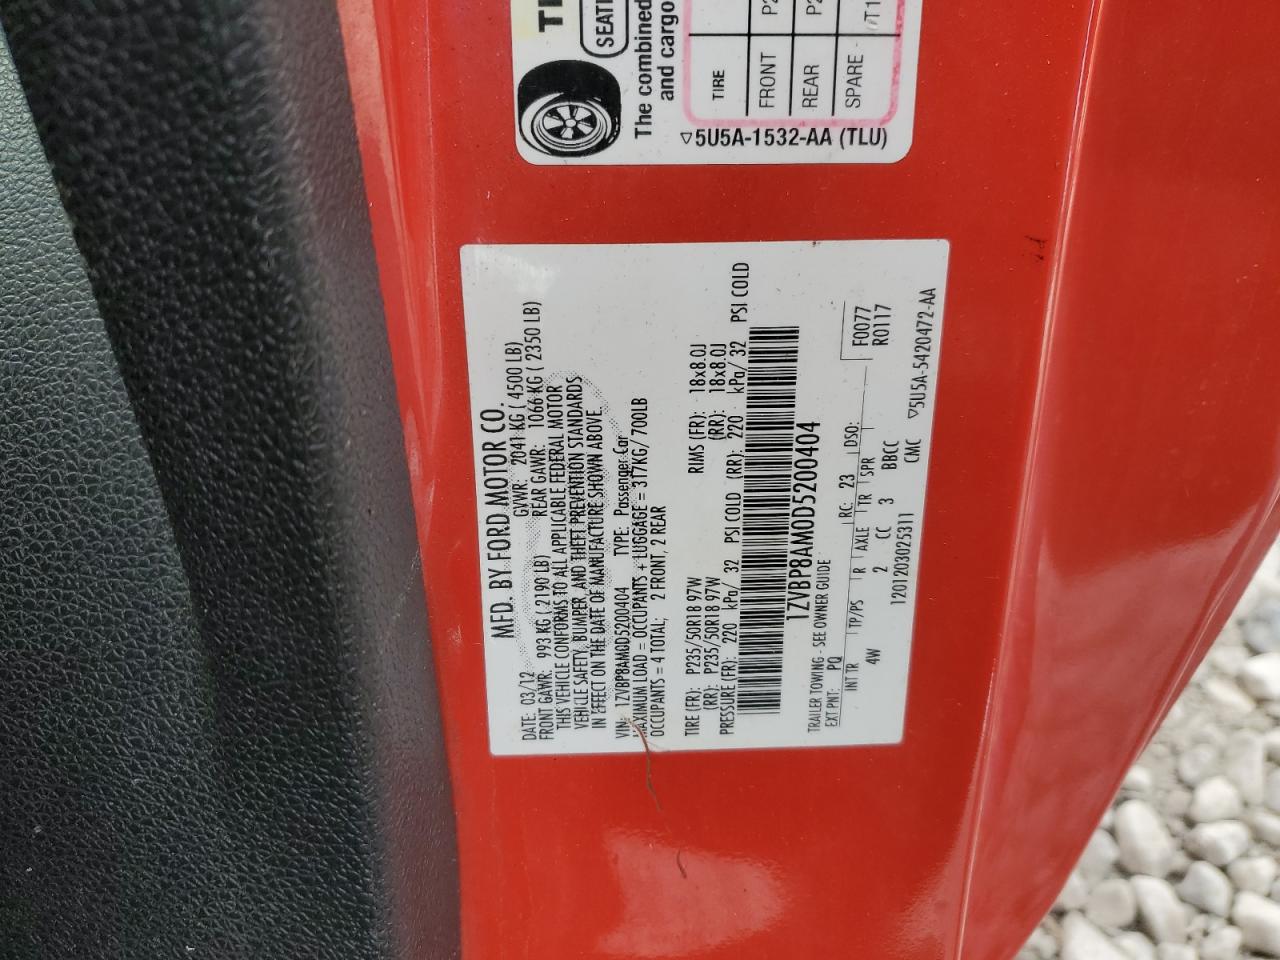 TI
SEATI
The combined
and cargo
TIRE
FRONT P2
REAR P2
SPARE T1
▽5U5A-1532-AA (TLU)
MFD. BY FORD MOTOR CO.
DATE: 03/12 GVWR: 2041 KG ( 4500 LB)
FRONT GAWR: 993 KG ( 2190 LB) REAR GAWR: 1066 KG ( 2350 LB)
THIS VEHICLE CONFORMS TO ALL APPLICABLE FEDERAL MOTOR
VEHICLE SAFETY, BUMPER, AND THEFT PREVENTION STANDARDS
IN EFFECT ON THE DATE OF MANUFACTURE SHOWN ABOVE.
VIN: 1ZVBP8AM0D5200404 TYPE: Passenger Car
MAXIMUM LOAD = OCCUPANTS + LUGGAGE = 317KG/ 700LB
OCCUPANTS = 4 TOTAL; 2 FRONT, 2 REAR
TIRE (FR): P235/50R18 97W RIMS (FR): 18x8.0J
(RR): P235/50R18 97W (RR): 18x8.0J
PRESSURE (FR): 220 kPa/ 32 PSI COLD (RR): 220 kPa/ 32 PSI COLD
1ZVBP8AM0D5200404
TRAILER TOWING - SEE OWNER GUIDE
EXT PNT: PQ RC: 23 DSO: F0077
INT TR TP/PS R AXLE TR SPR R0117
4W 2 CC 3 BBCC
1201203025311 CMC ▽5U5A-5420472-AA